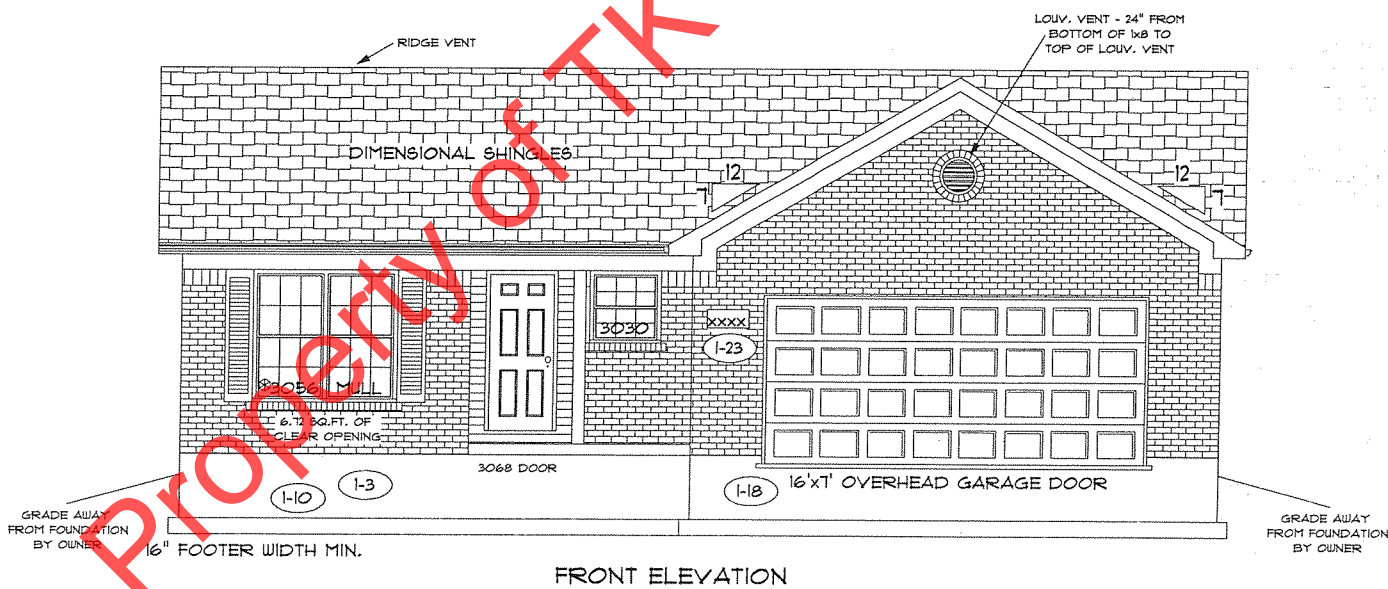 LOUV. VENT - 24" FROM
BOTTOM OF 1x8 TO
TOP OF LOUV. VENT
RIDGE VENT
DIMENSIONAL SHINGLES
12
7
12
7
3030
XXXX
1-23
3056 MULL
6.72 SQ.FT. OF
CLEAR OPENING
3068 DOOR
1-3
1-10
1-18
16'x7' OVERHEAD GARAGE DOOR
GRADE AWAY
FROM FOUNDATION
BY OWNER
GRADE AWAY
FROM FOUNDATION
BY OWNER
16" FOOTER WIDTH MIN.
FRONT ELEVATION
Property of TK